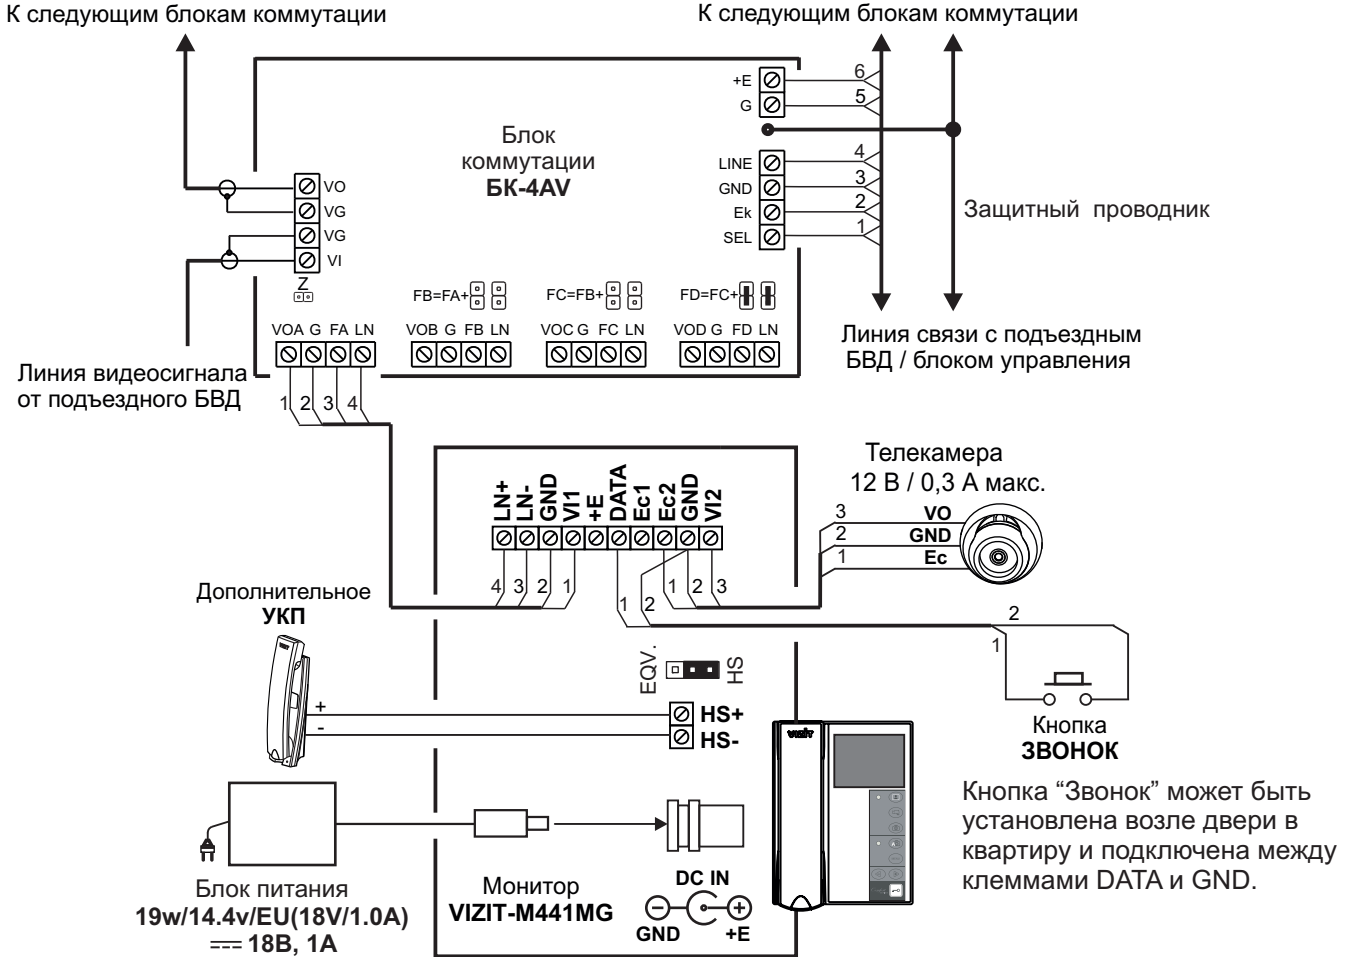 К следующим блокам коммутации
К следующим блокам коммутации
+E
G
6
5
Блок
коммутации
БК-4AV
LINE
GND
Ek
SEL
4
3
2
1
Защитный проводник
VO
VG
VG
VI
Z
FB=FA+
FC=FB+
FD=FC+
VOA G FA LN
VOB G FB LN
VOC G FC LN
VOD G FD LN
Линия связи с подъездным
БВД / блоком управления
Линия видеосигнала
от подъездного БВД
1 2 3 4
Телекамера
12 В / 0,3 А макс.
LN+
LN-
GND
VI1
+E
DATA
Ec1
Ec2
GND
VI2
3 VO
2 GND
1 Ec
4 3 2 1
1 2
1 2 3
2
1
Дополнительное
УКП
EQV.
HS
+
-
HS+
HS-
VIZIT
Кнопка
ЗВОНОК
Кнопка “Звонок” может быть
установлена возле двери в
квартиру и подключена между
клеммами DATA и GND.
Блок питания
19w/14.4v/EU(18V/1.0A)
18В, 1А
Монитор
VIZIT-M441MG
DC IN
GND
+E